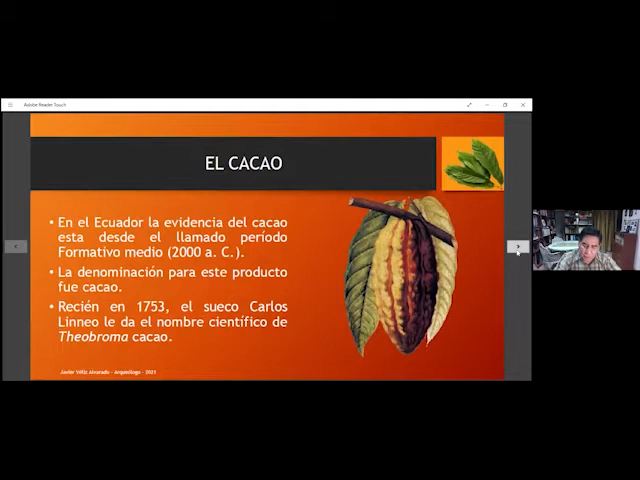 Adobe Reader Touch
EL CACAO
• En el Ecuador la evidencia del cacao
esta desde el llamado período
Formativo medio (2000 a. C.).
• La denominación para este producto
fue cacao.
• Recién en 1753, el sueco Carlos
Linneo le da el nombre científico de
Theobroma cacao.
Javier Véliz Alvarado - Arqueólogo - 2021